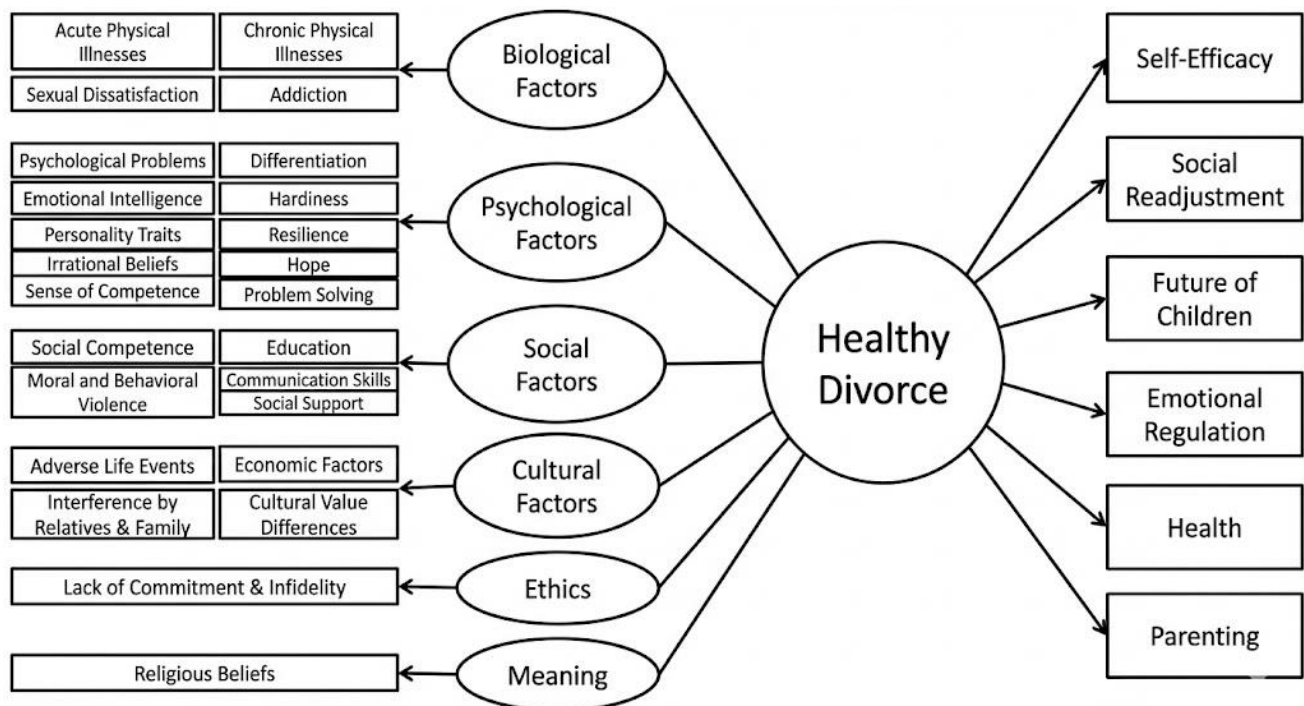 Acute Physical
Illnesses
Chronic Physical
Illnesses
Sexual Dissatisfaction
Addiction
Biological
Factors
Psychological Problems
Differentiation
Emotional Intelligence
Hardiness
Personality Traits
Resilience
Irrational Beliefs
Hope
Sense of Competence
Problem Solving
Psychological
Factors
Social Competence
Education
Moral and Behavioral
Violence
Communication Skills
Social Support
Social
Factors
Adverse Life Events
Economic Factors
Interference by
Relatives & Family
Cultural Value
Differences
Cultural
Factors
Lack of Commitment & Infidelity
Ethics
Religious Beliefs
Meaning
Healthy
Divorce
Self-Efficacy
Social
Readjustment
Future of
Children
Emotional
Regulation
Health
Parenting